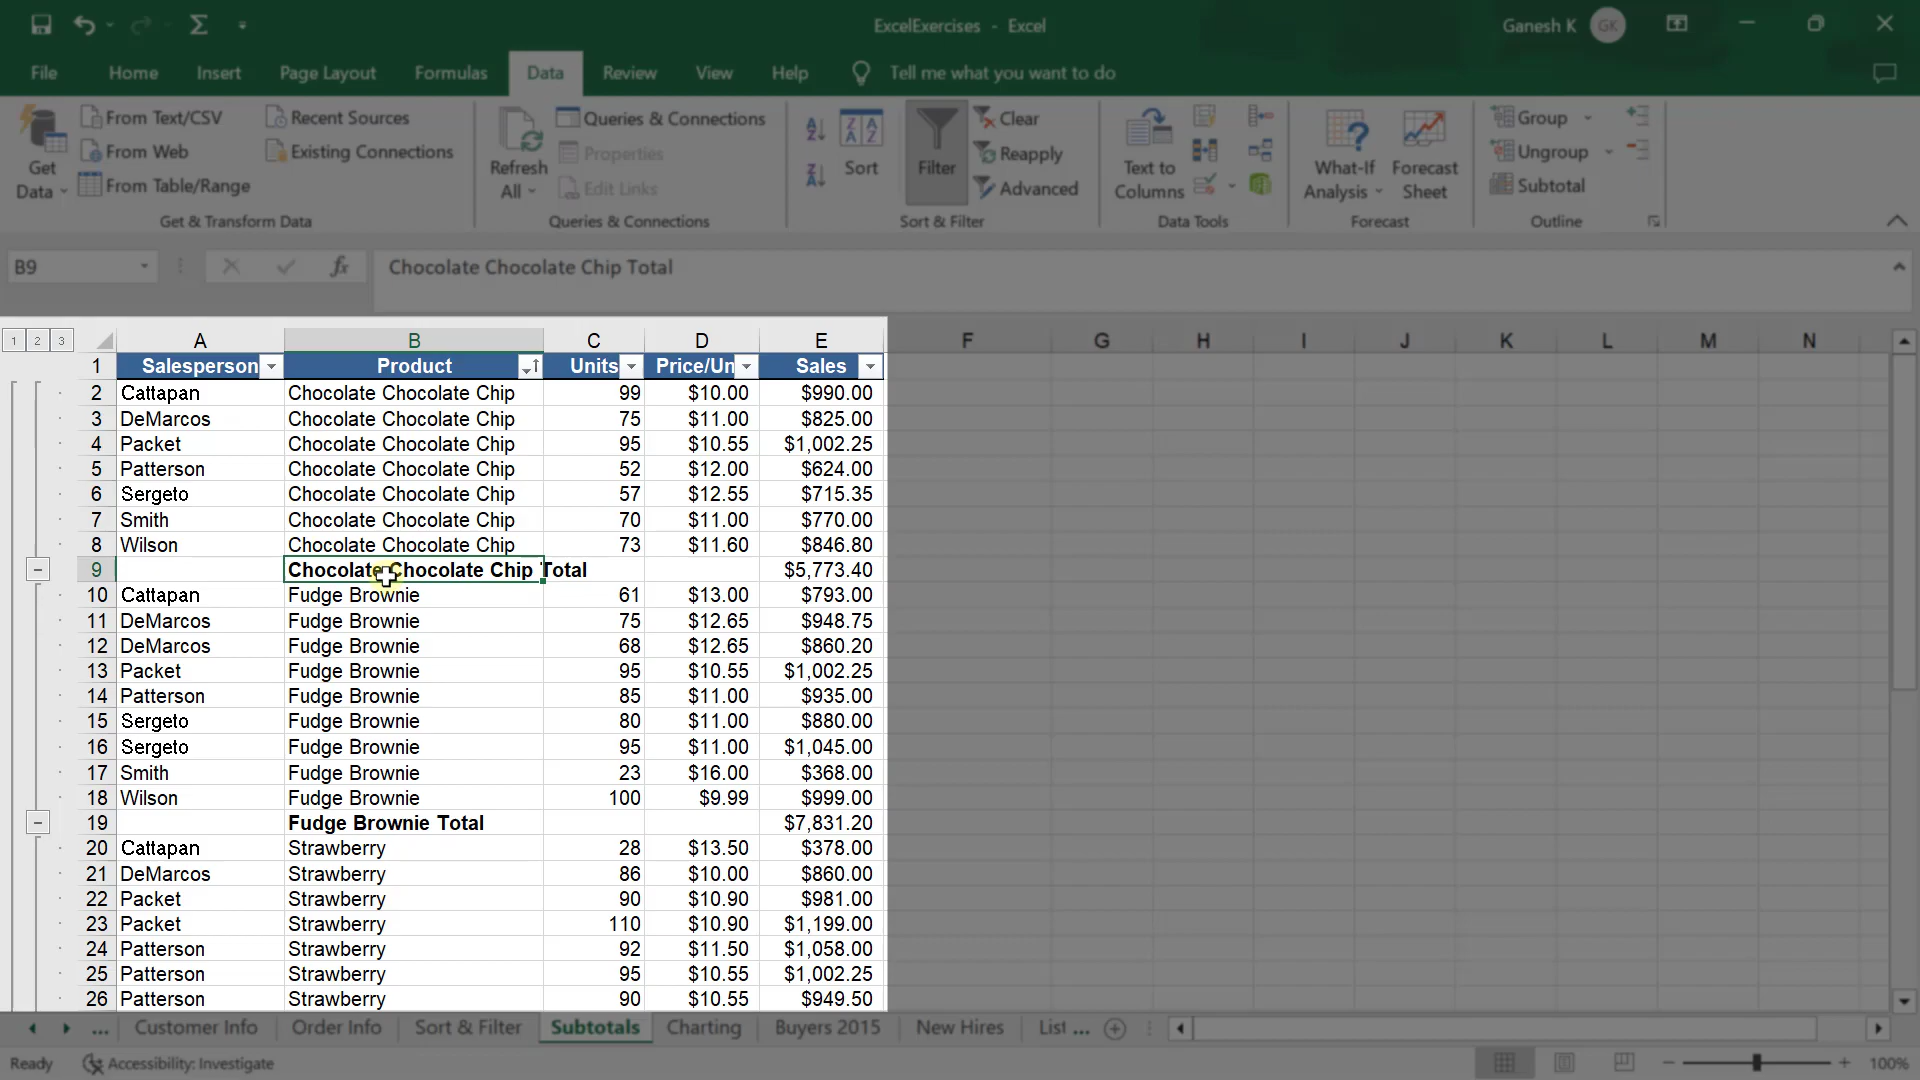 ExcelExercises - Excel
Ganesh K GK
File Home Insert Page Layout Formulas Data Review View Help Tell me what you want to do
Get Data
From Text/CSV
From Web
From Table/Range
Recent Sources
Existing Connections
Get & Transform Data
Refresh All
Queries & Connections
Properties
Edit Links
Queries & Connections
Sort
Filter
Clear
Reapply
Advanced
Sort & Filter
Text to Columns
Data Tools
What-If Analysis
Forecast Sheet
Forecast
Group
Ungroup
Subtotal
Outline
B9 fx Chocolate Chocolate Chip Total
1 2 3 A B C D E F G H I J K L M N
1 Salesperson Product Units Price/Un Sales
2 Cattapan Chocolate Chocolate Chip 99 $10.00 $990.00
3 DeMarcos Chocolate Chocolate Chip 75 $11.00 $825.00
4 Packet Chocolate Chocolate Chip 95 $10.55 $1,002.25
5 Patterson Chocolate Chocolate Chip 52 $12.00 $624.00
6 Sergeto Chocolate Chocolate Chip 57 $12.55 $715.35
7 Smith Chocolate Chocolate Chip 70 $11.00 $770.00
8 Wilson Chocolate Chocolate Chip 73 $11.60 $846.80
9 Chocolate Chocolate Chip Total $5,773.40
10 Cattapan Fudge Brownie 61 $13.00 $793.00
11 DeMarcos Fudge Brownie 75 $12.65 $948.75
12 DeMarcos Fudge Brownie 68 $12.65 $860.20
13 Packet Fudge Brownie 95 $10.55 $1,002.25
14 Patterson Fudge Brownie 85 $11.00 $935.00
15 Sergeto Fudge Brownie 80 $11.00 $880.00
16 Sergeto Fudge Brownie 95 $11.00 $1,045.00
17 Smith Fudge Brownie 23 $16.00 $368.00
18 Wilson Fudge Brownie 100 $9.99 $999.00
19 Fudge Brownie Total $7,831.20
20 Cattapan Strawberry 28 $13.50 $378.00
21 DeMarcos Strawberry 86 $10.00 $860.00
22 Packet Strawberry 90 $10.90 $981.00
23 Packet Strawberry 110 $10.90 $1,199.00
24 Patterson Strawberry 92 $11.50 $1,058.00
25 Patterson Strawberry 95 $10.55 $1,002.25
26 Patterson Strawberry 90 $10.55 $949.50
... Customer Info Order Info Sort & Filter Subtotals Charting Buyers 2015 New Hires List ...
Ready Accessibility: Investigate 100%